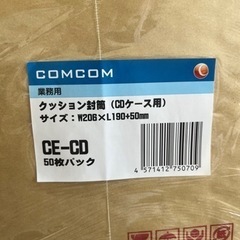 COMCOM
業務用
クッション封筒（CDケース用）
サイズ：W206×L190+50mm
CE-CD
50枚パック
4 571412 750709